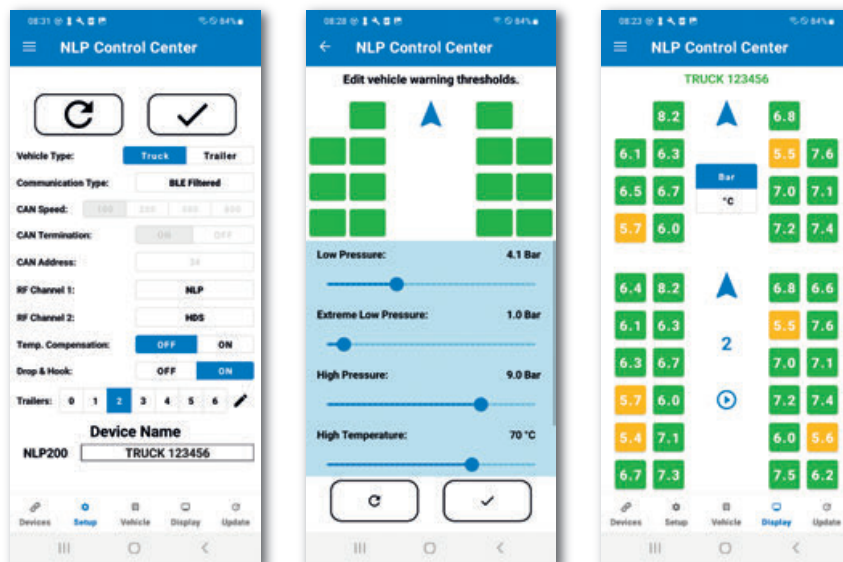 08:31
84%
NLP Control Center
Vehicle Type: Truck Trailer
Communication Type: BLE Filtered
CAN Speed:
CAN Termination: ON OFF
CAN Address:
RF Channel 1: NLP
RF Channel 2: HDS
Temp. Compensation: OFF ON
Drop & Hook: OFF ON
Trailers: 0 1 2 3 4 5 6
Device Name
NLP200 TRUCK 123456
Devices Setup Vehicle Display Update
08:28
84%
NLP Control Center
Edit vehicle warning thresholds.
Low Pressure: 4.1 Bar
Extreme Low Pressure: 1.0 Bar
High Pressure: 9.0 Bar
High Temperature: 70 °C
08:23
84%
NLP Control Center
TRUCK 123456
8.2 6.8
6.1 6.3 5.5 7.6
Bar
6.5 6.7 7.0 7.1
°C
5.7 6.0 7.2 7.4
6.4 8.2 6.8 6.6
6.1 6.3 5.5 7.6
2
6.3 6.7 7.0 7.1
5.7 6.0 7.2 7.4
5.4 7.1 6.0 5.6
6.7 7.3 7.5 6.2
Devices Setup Vehicle Display Update